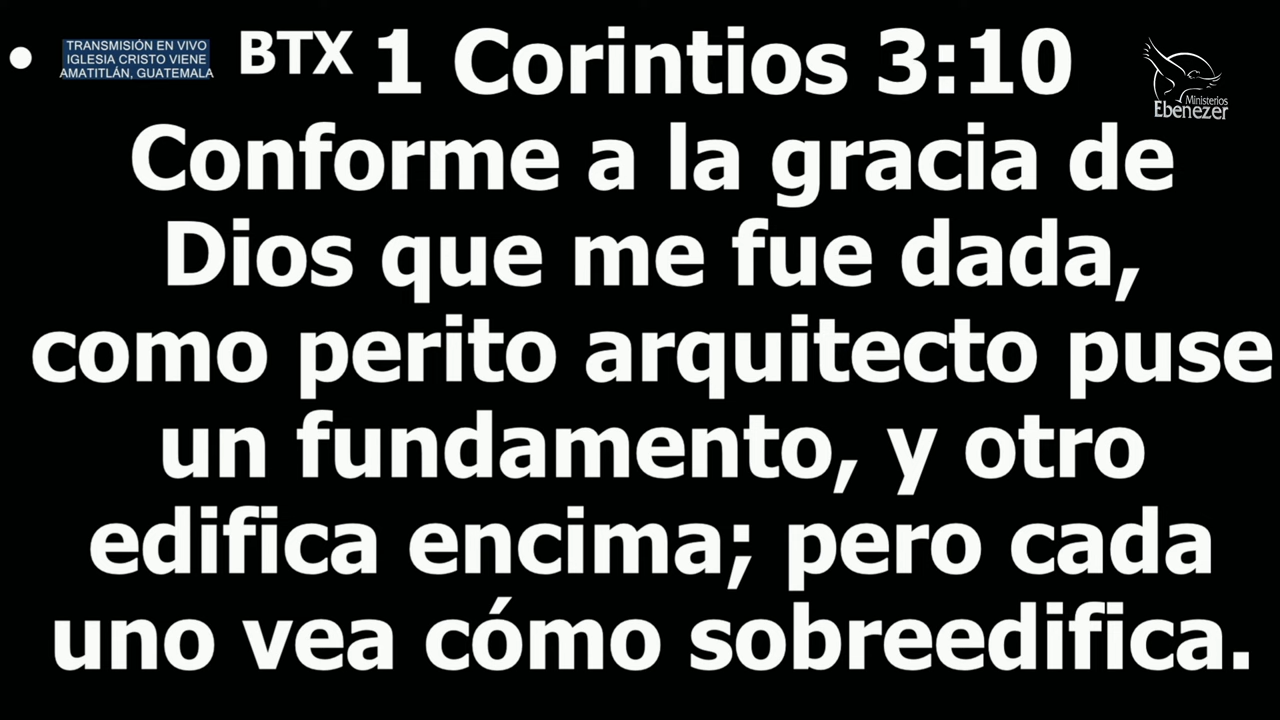 • BTX 1 Corintios 3:10
TRANSMISIÓN EN VIVO
IGLESIA CRISTO VIENE
AMATITLÁN, GUATEMALA
Ministerios
Ebenezer
Conforme a la gracia de
Dios que me fue dada,
como perito arquitecto puse
un fundamento, y otro
edifica encima; pero cada
uno vea cómo sobreedifica.